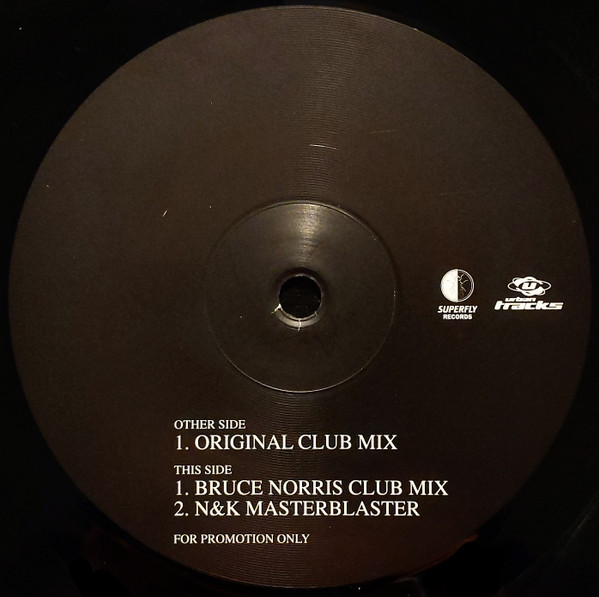 SUPERFLY
RECORDS
U
urban
tracks
OTHER SIDE
1. ORIGINAL CLUB MIX
THIS SIDE
1. BRUCE NORRIS CLUB MIX
2. N&K MASTERBLASTER
FOR PROMOTION ONLY